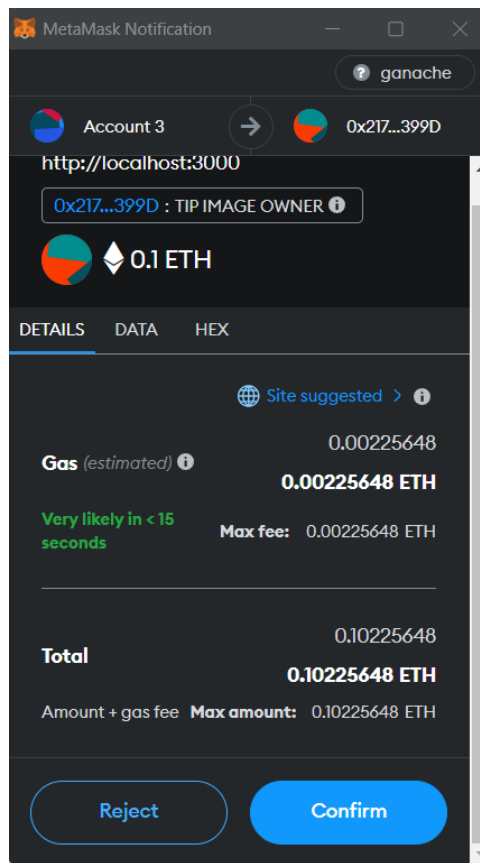 MetaMask Notification
ganache
Account 3
0x217...399D
http://localhost:3000
0x217...399D : TIP IMAGE OWNER
0.1 ETH
DETAILS DATA HEX
Site suggested >
0.00225648
Gas (estimated)
0.00225648 ETH
Very likely in < 15 seconds
Max fee: 0.00225648 ETH
0.10225648
Total
0.10225648 ETH
Amount + gas fee Max amount: 0.10225648 ETH
Reject
Confirm